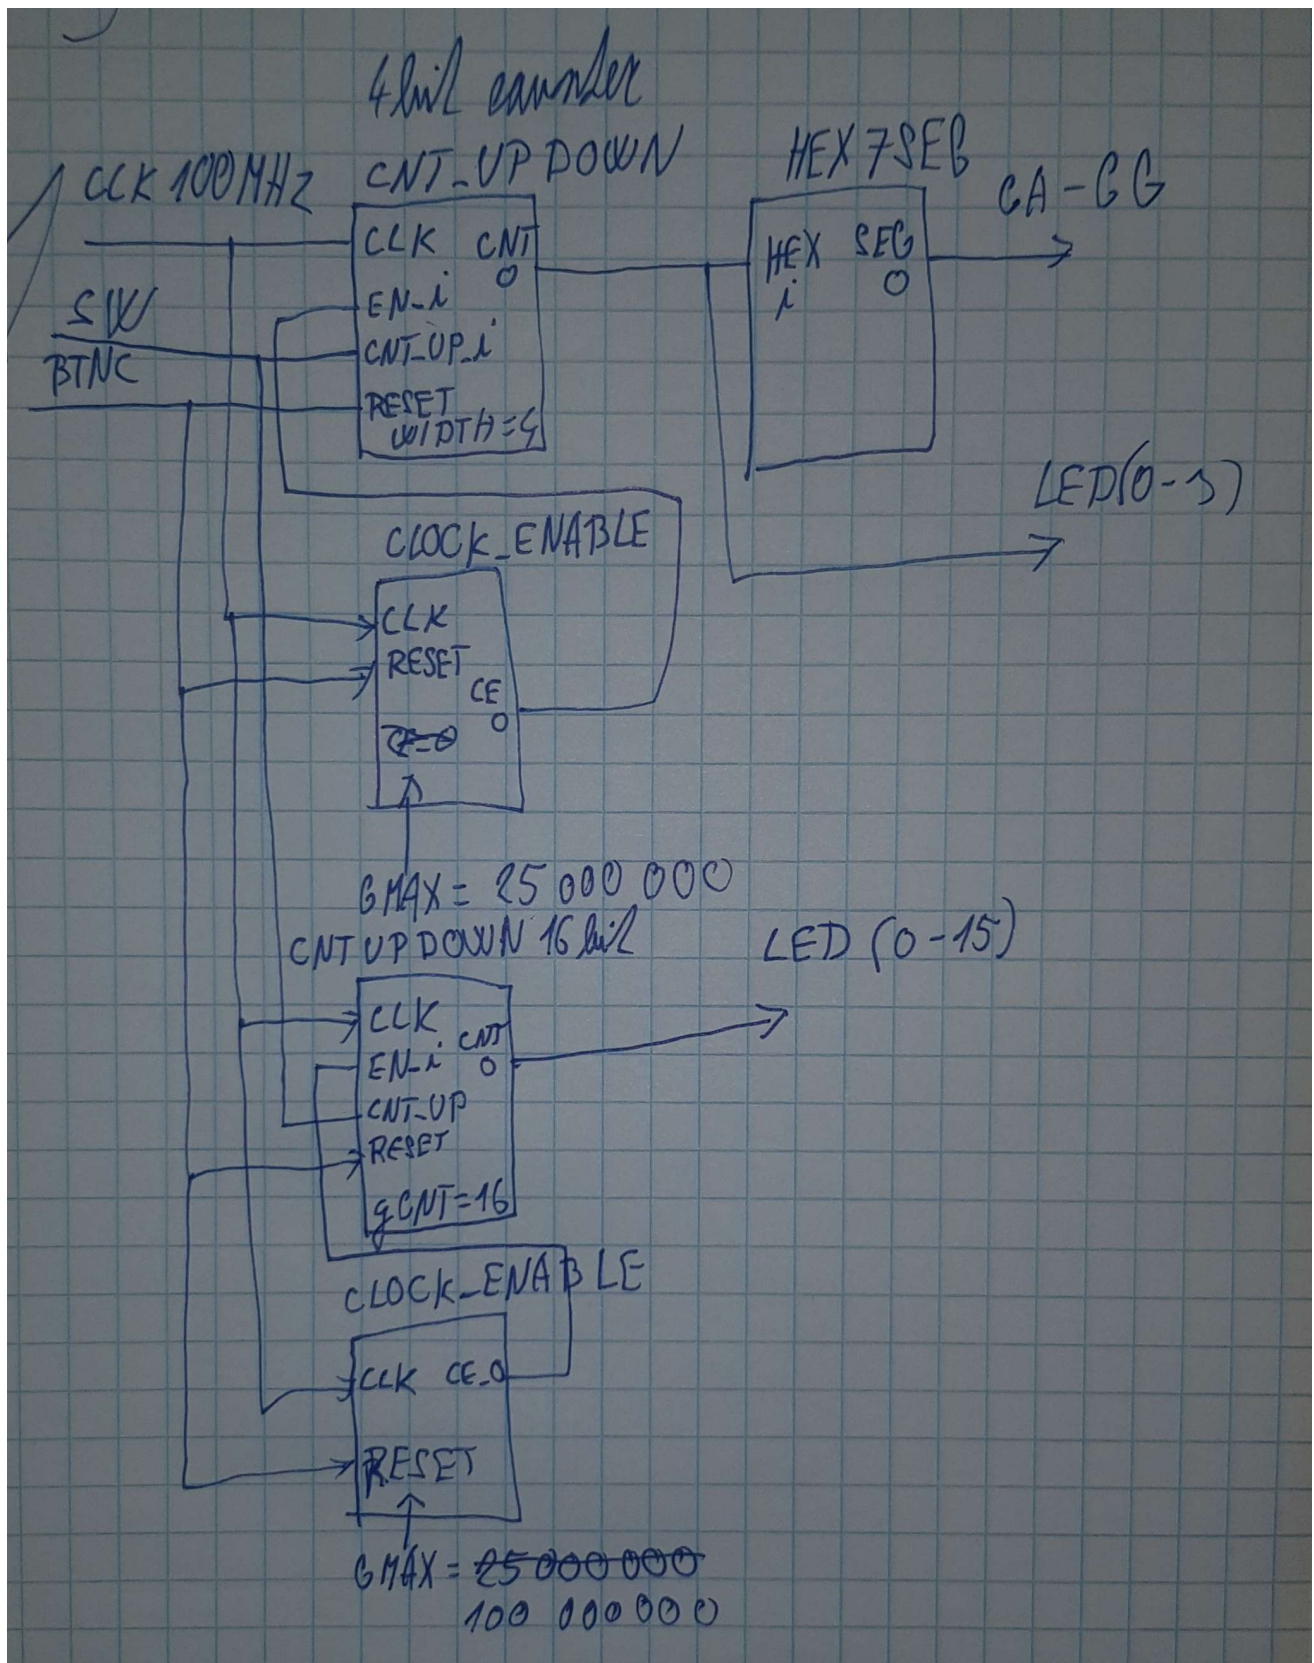 4 bit counter
CNT_UP DOWN
HEX 7SEG
CLK 100MHz
CA-CG
CLK CNT
O
EN_i
CNT_UP_i
RESET
WIDTH=4
HEX SEG
i O
SW
BTNC
LED(0-3)
CLOCK_ENABLE
CLK
RESET
CE
O
GMAX = 25 000 000
CNT UP DOWN 16 bit
LED (0-15)
CLK
CNT
EN_i O
CNT_UP
RESET
gCNT=16
CLOCK_ENABLE
CLK CE_O
RESET
GMAX = 25 000 000
100 000 000